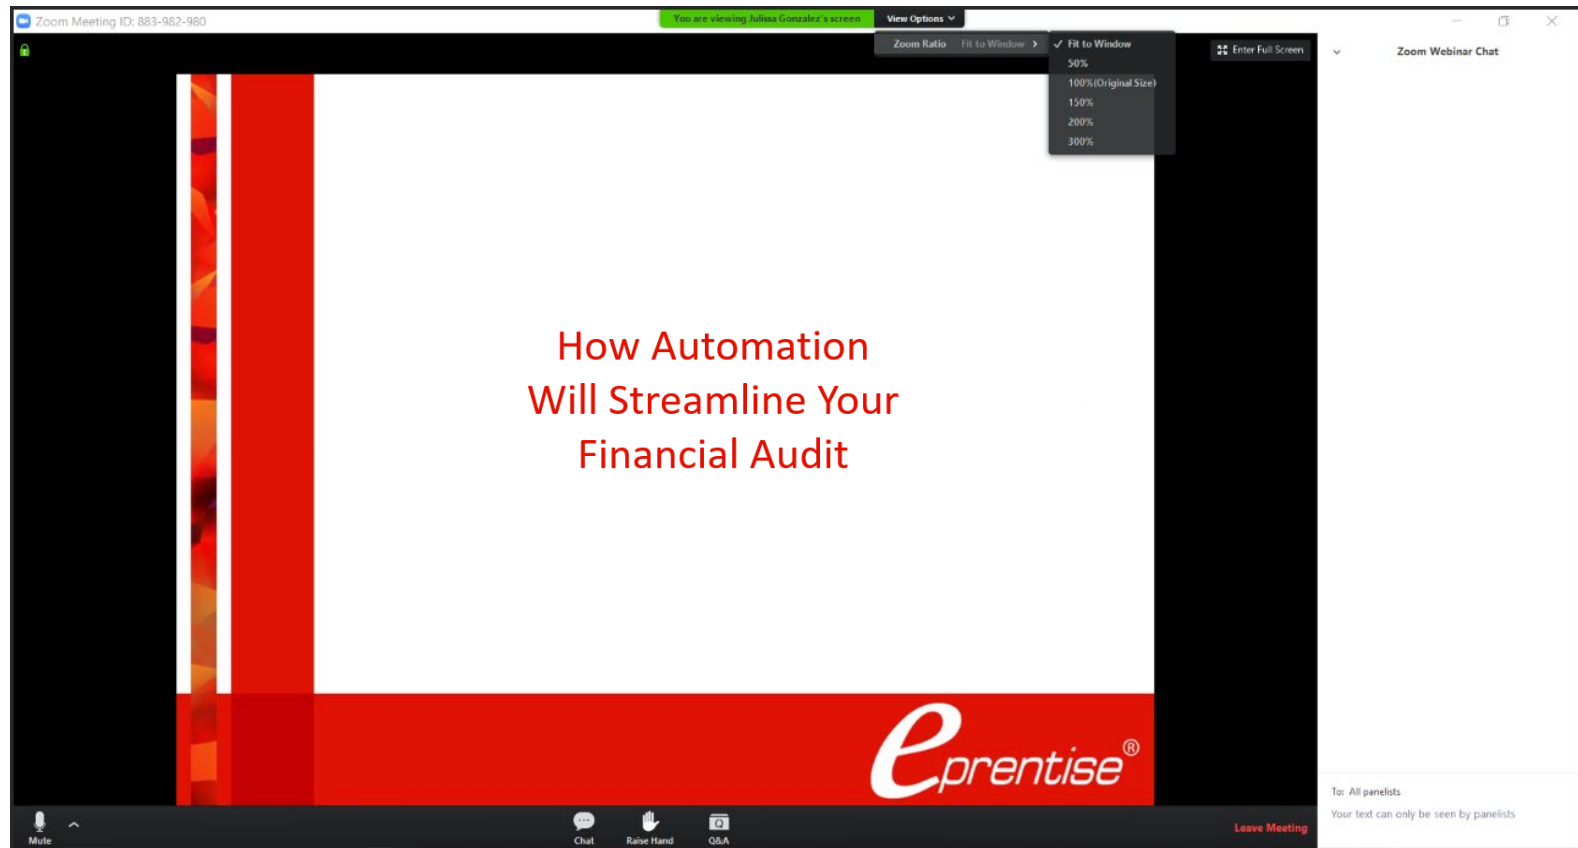 Zoom Meeting ID: 883-982-980
You are viewing Julissa Gonzalez's screen
View Options
Zoom Ratio Fit to Window
Fit to Window
50%
100%(Original Size)
150%
200%
300%
Enter Full Screen
Zoom Webinar Chat
How Automation
Will Streamline Your
Financial Audit
eprentise®
To: All panelists
Your text can only be seen by panelists
Mute
Chat
Raise Hand
Q&A
Leave Meeting